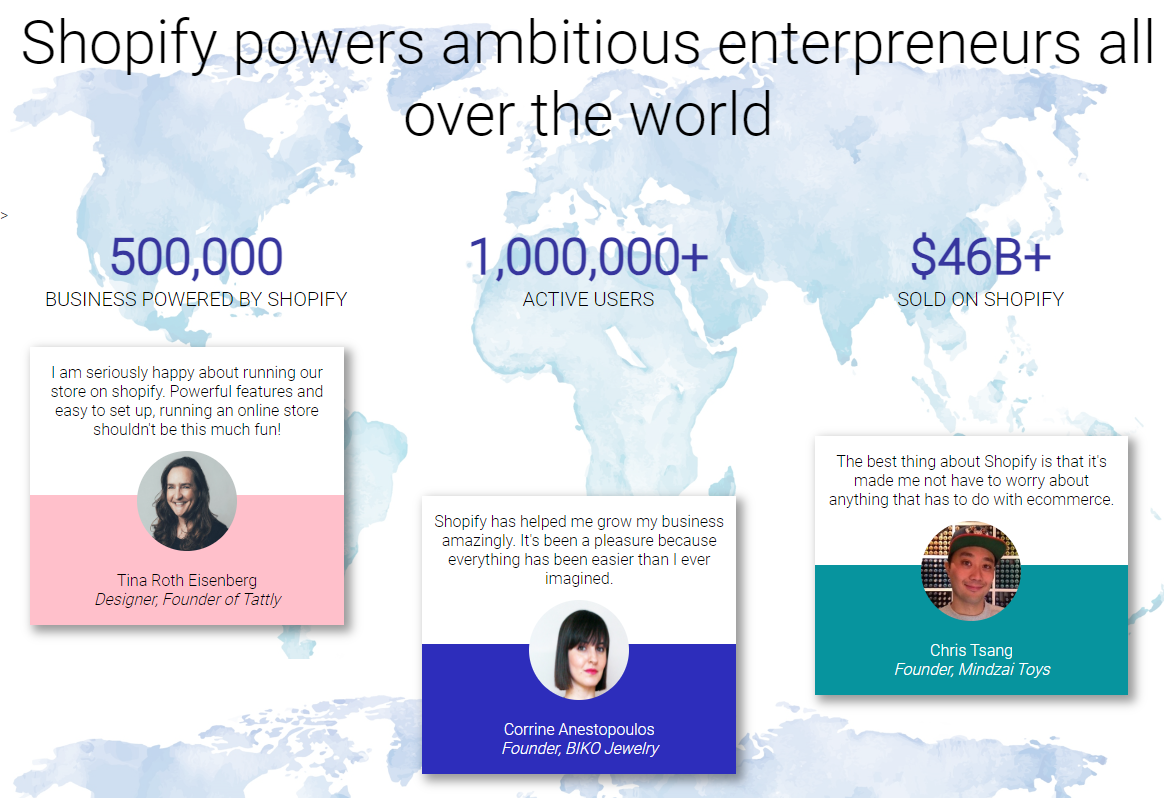 Shopify powers ambitious enterpreneurs all
over the world
>
500,000
BUSINESS POWERED BY SHOPIFY
1,000,000+
ACTIVE USERS
$46B+
SOLD ON SHOPIFY
I am seriously happy about running our
store on shopify. Powerful features and
easy to set up, running an online store
shouldn't be this much fun!
Tina Roth Eisenberg
Designer, Founder of Tattly
Shopify has helped me grow my business
amazingly. It's been a pleasure because
everything has been easier than I ever
imagined.
Corrine Anestopoulos
Founder, BIKO Jewelry
The best thing about Shopify is that it's
made me not have to worry about
anything that has to do with ecommerce.
Chris Tsang
Founder, Mindzai Toys